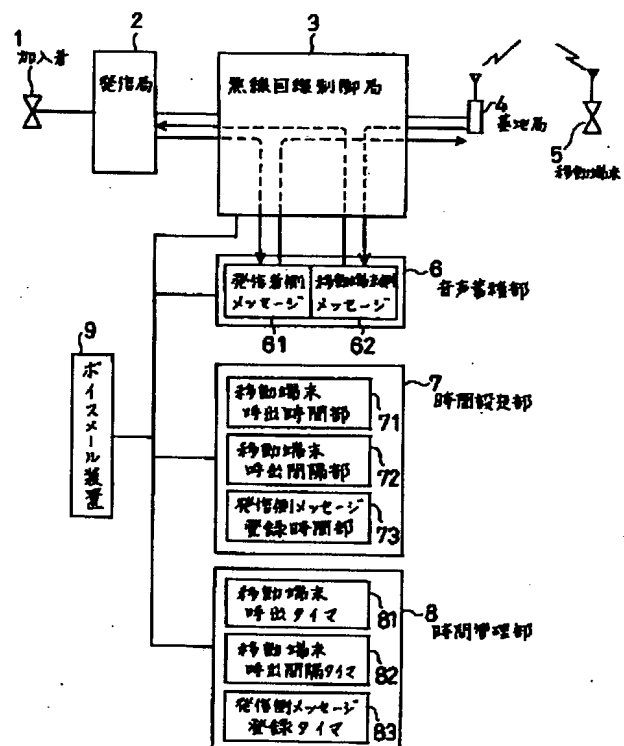 1
加入者
2
発信局
3
無線回線制御局
4
基地局
5
移動端末
発信者側
メッセージ
移動端末側
メッセージ
61
62
6
音声蓄積部
9
ボイスメール装置
移動端末
呼出時間部
71
移動端末
呼出間隔部
72
発信側メッセージ
登録時間部
73
7
時間設定部
移動端末
呼出タイマ
81
移動端末
呼出間隔タイマ
82
発信側メッセージ
登録タイマ
83
8
時間管理部